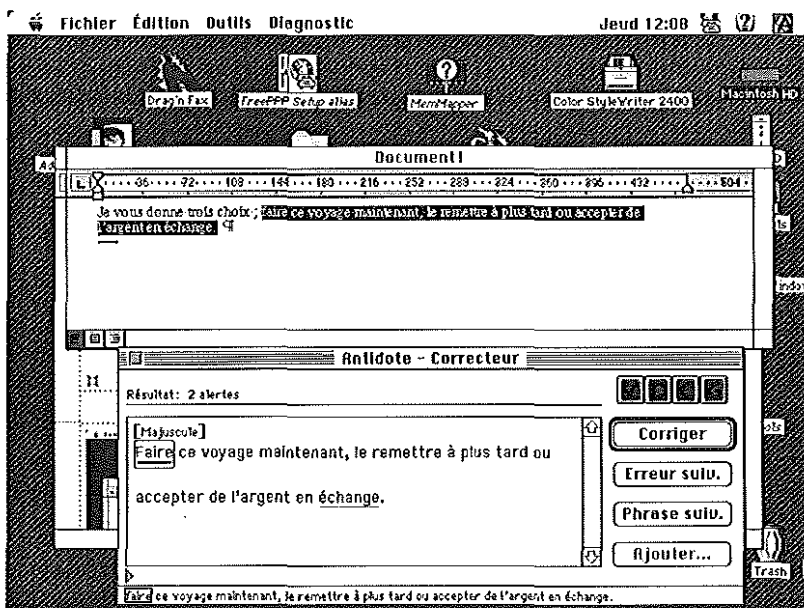 Fichier Édition Outils Diagnostic Jeud 12:08
Drag'n Fax FreePPP Setup alias MemMapper Color StyleWriter 2400 Macintosh HD
Document1
36 72 108 144 180 216 252 288 324 360 396 432 504
Je vous donne trois choix ; faire ce voyage maintenant, le remettre à plus tard ou accepter de
l'argent en échange. ¶
Antidote - Correcteur
Résultat: 2 alertes
[Majuscule]
Faire ce voyage maintenant, le remettre à plus tard ou
accepter de l'argent en échange.
Corriger
Erreur suiv.
Phrase suiv.
Ajouter...
Trash
faire ce voyage maintenant, le remettre à plus tard ou accepter de l'argent en échange.